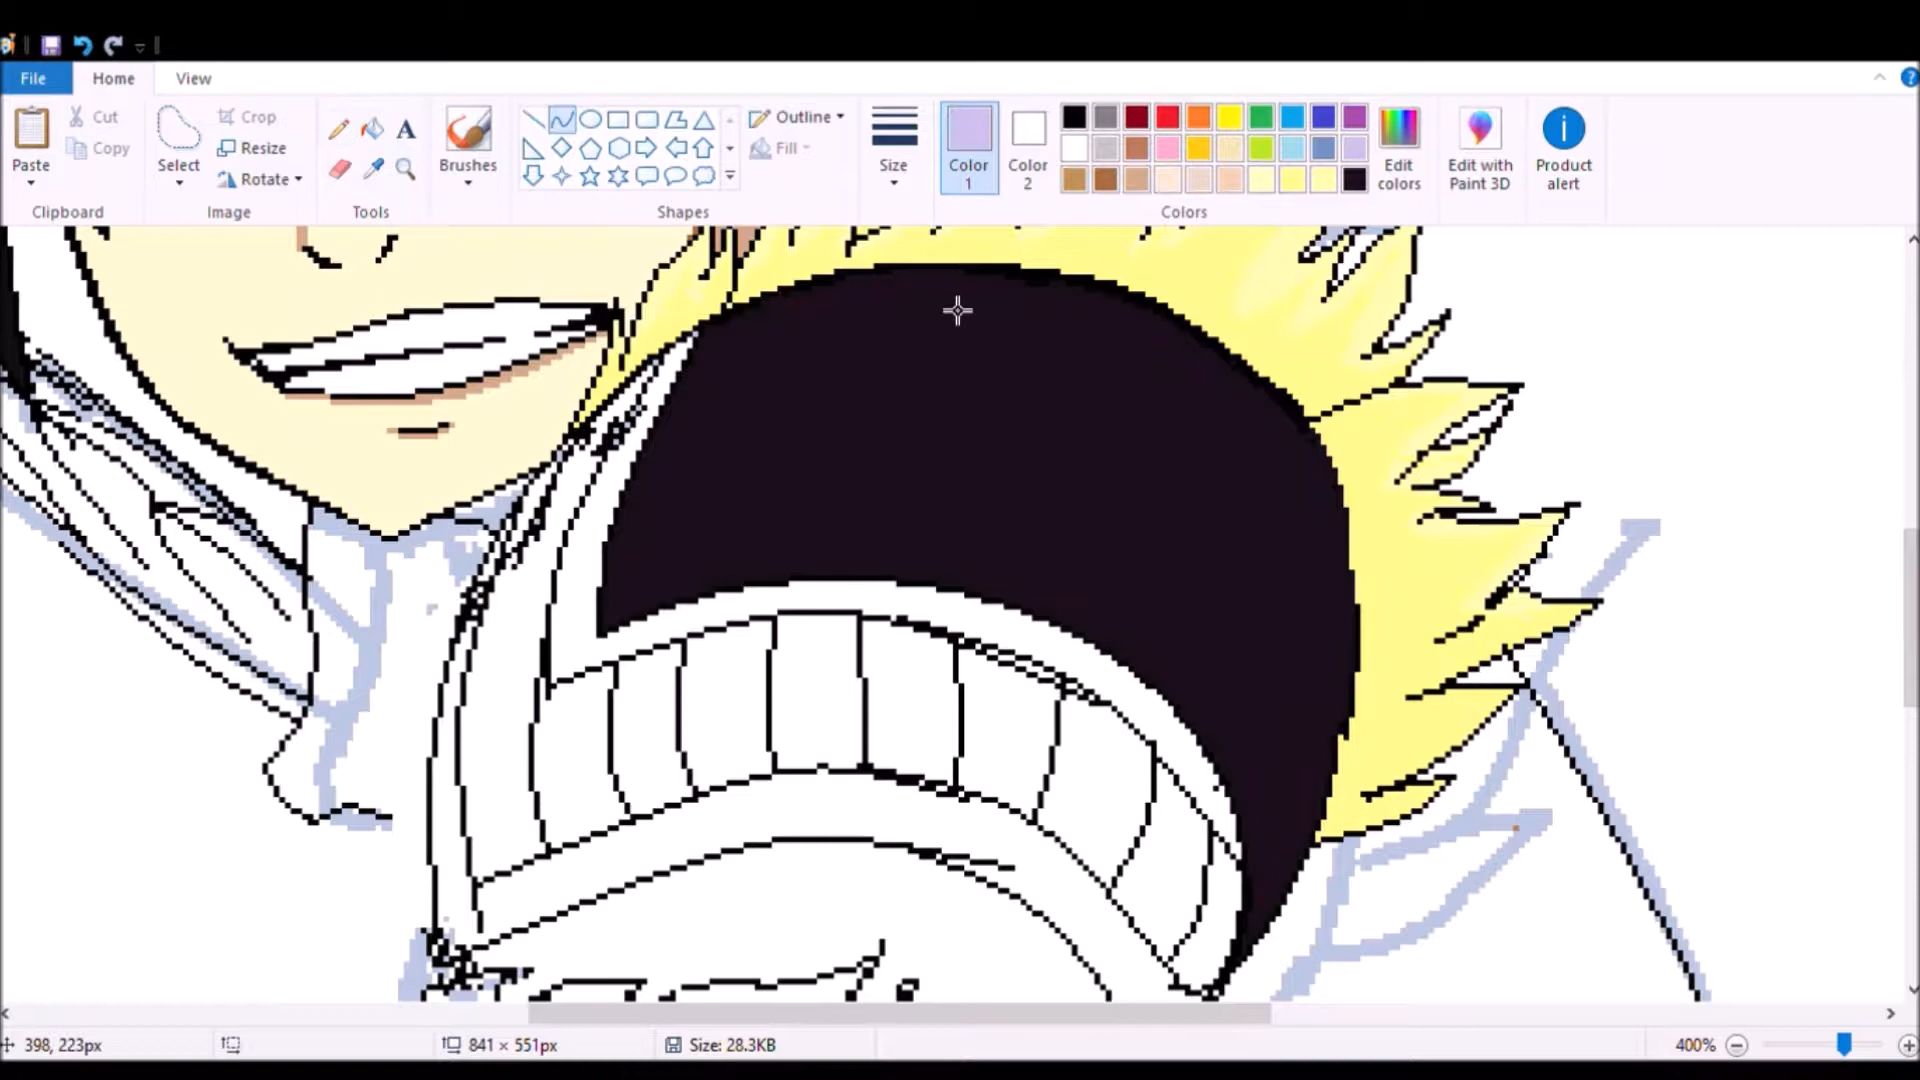 File Home View
Paste
Cut
Copy
Clipboard
Select
Crop
Resize
Rotate
Image
A
Tools
Brushes
Shapes
Outline
Fill
Size
Color 1
Color 2
Edit colors
Colors
Edit with Paint 3D
Product alert
398, 223px
841 × 551px
Size: 28.3KB
400%